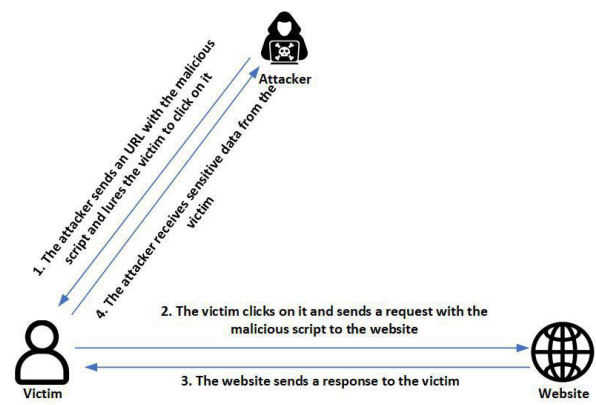 Attacker
1. The attacker sends an URL with the malicious
script and lures the victim to click on it
4. The attacker receives sensitive data from the
victim
2. The victim clicks on it and sends a request with the
malicious script to the website
3. The website sends a response to the victim
Victim
Website